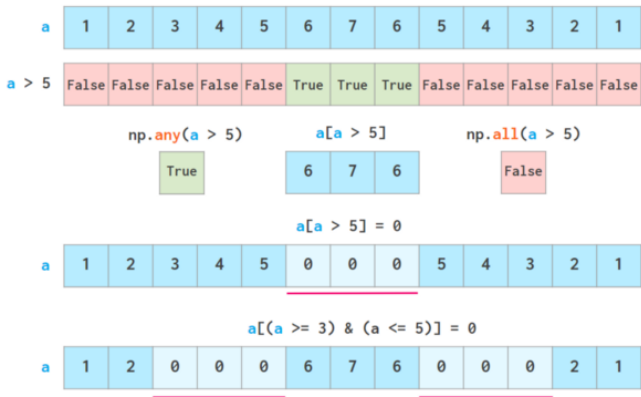 a 1 2 3 4 5 6 7 6 5 4 3 2 1
a > 5 False False False False False True True True False False False False False
np.any(a > 5) a[a > 5] np.all(a > 5)
True 6 7 6 False
a[a > 5] = 0
a 1 2 3 4 5 0 0 0 5 4 3 2 1
a[(a >= 3) & (a <= 5)] = 0
a 1 2 0 0 0 6 7 6 0 0 0 2 1